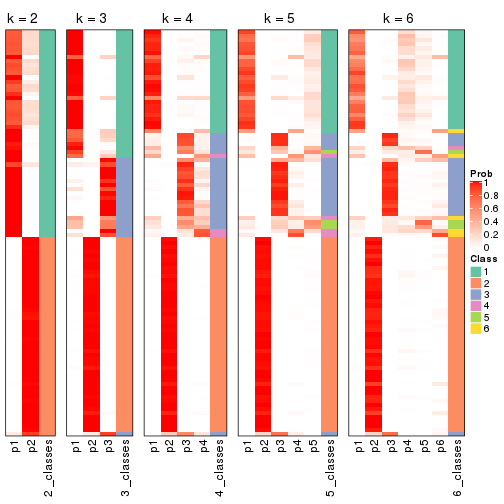 k = 2
k = 3
k = 4
k = 5
k = 6
p1
p2
2_classes
p1
p2
p3
3_classes
p1
p2
p3
p4
4_classes
p1
p2
p3
p4
p5
5_classes
p1
p2
p3
p4
p5
p6
6_classes
Prob
1
0.8
0.6
0.4
0.2
0
Class
1
2
3
4
5
6